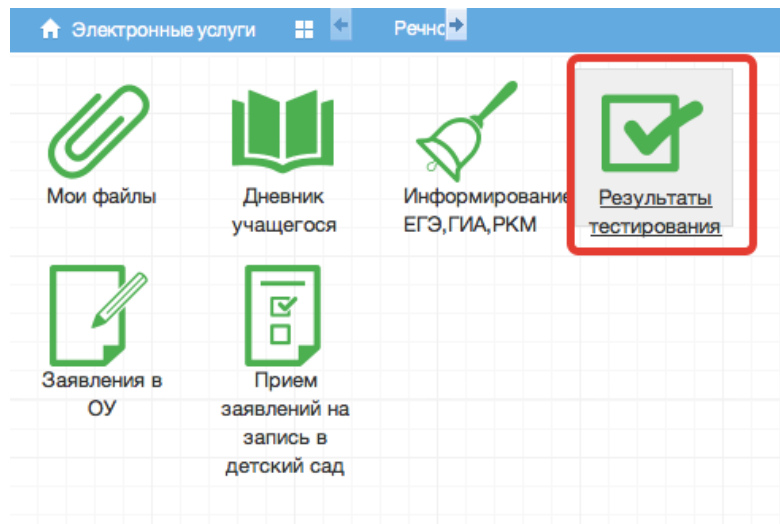 Электронные услуги
Речно
Мои файлы
Дневник
учащегося
Информирование
ЕГЭ,ГИА,РКМ
Результаты
тестирования
Заявления в
ОУ
Прием
заявлений на
запись в
детский сад